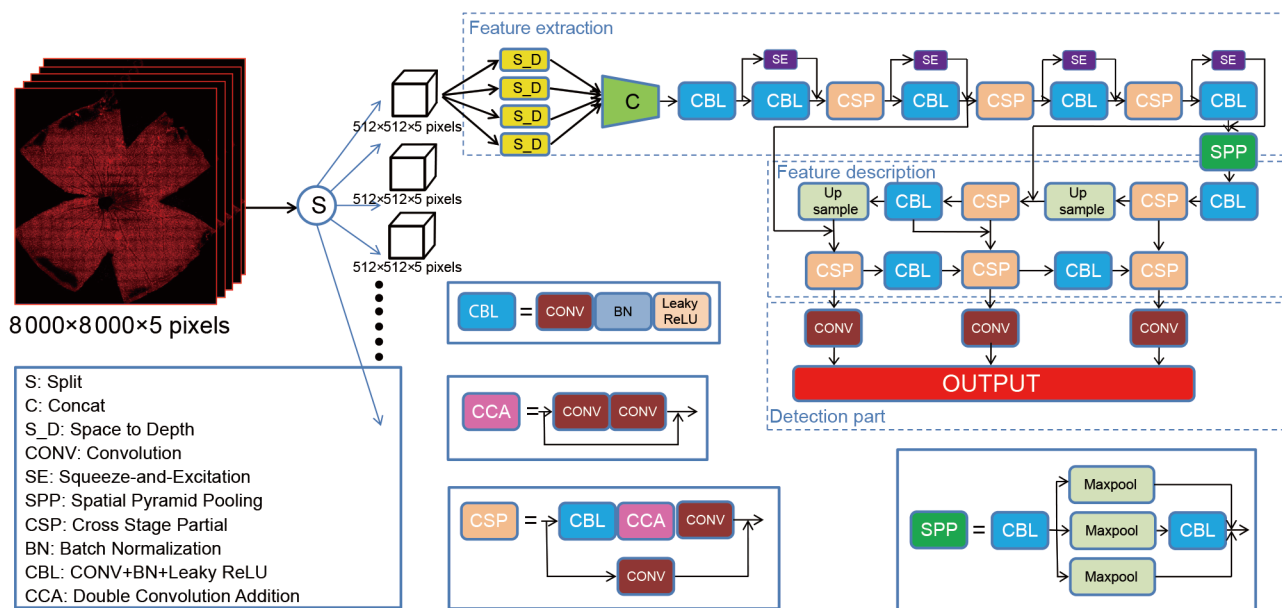 Feature extraction
S_D
S_D
S_D
S_D
C
CBL
SE
CBL
CSP
SE
CBL
CSP
SE
CBL
CSP
SE
CBL
SPP
512×512×5 pixels
512×512×5 pixels
512×512×5 pixels
S
8 000×8 000×5 pixels
Feature description
Up
sample
CBL
CSP
Up
sample
CSP
CBL
CSP
CBL
CSP
CBL
CSP
CONV
CONV
CONV
OUTPUT
Detection part
CBL = CONV BN Leaky
ReLU
CCA = CONV CONV
CSP = CBL CCA CONV
CONV
SPP = CBL Maxpool
Maxpool
Maxpool
CBL
S: Split
C: Concat
S_D: Space to Depth
CONV: Convolution
SE: Squeeze-and-Excitation
SPP: Spatial Pyramid Pooling
CSP: Cross Stage Partial
BN: Batch Normalization
CBL: CONV+BN+Leaky ReLU
CCA: Double Convolution Addition